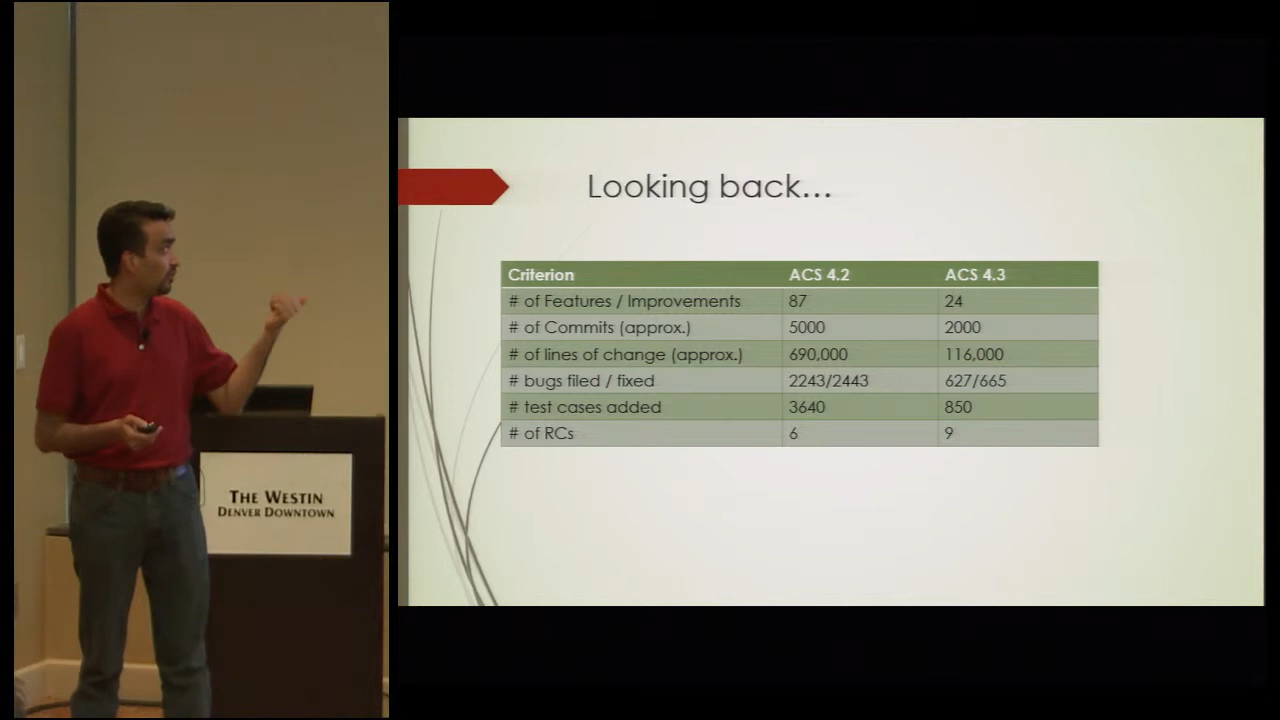 THE WESTIN
DENVER DOWNTOWN
Looking back...
Criterion ACS 4.2 ACS 4.3
# of Features / Improvements 87 24
# of Commits (approx.) 5000 2000
# of lines of change (approx.) 690,000 116,000
# bugs filed / fixed 2243/2443 627/665
# test cases added 3640 850
# of RCs 6 9